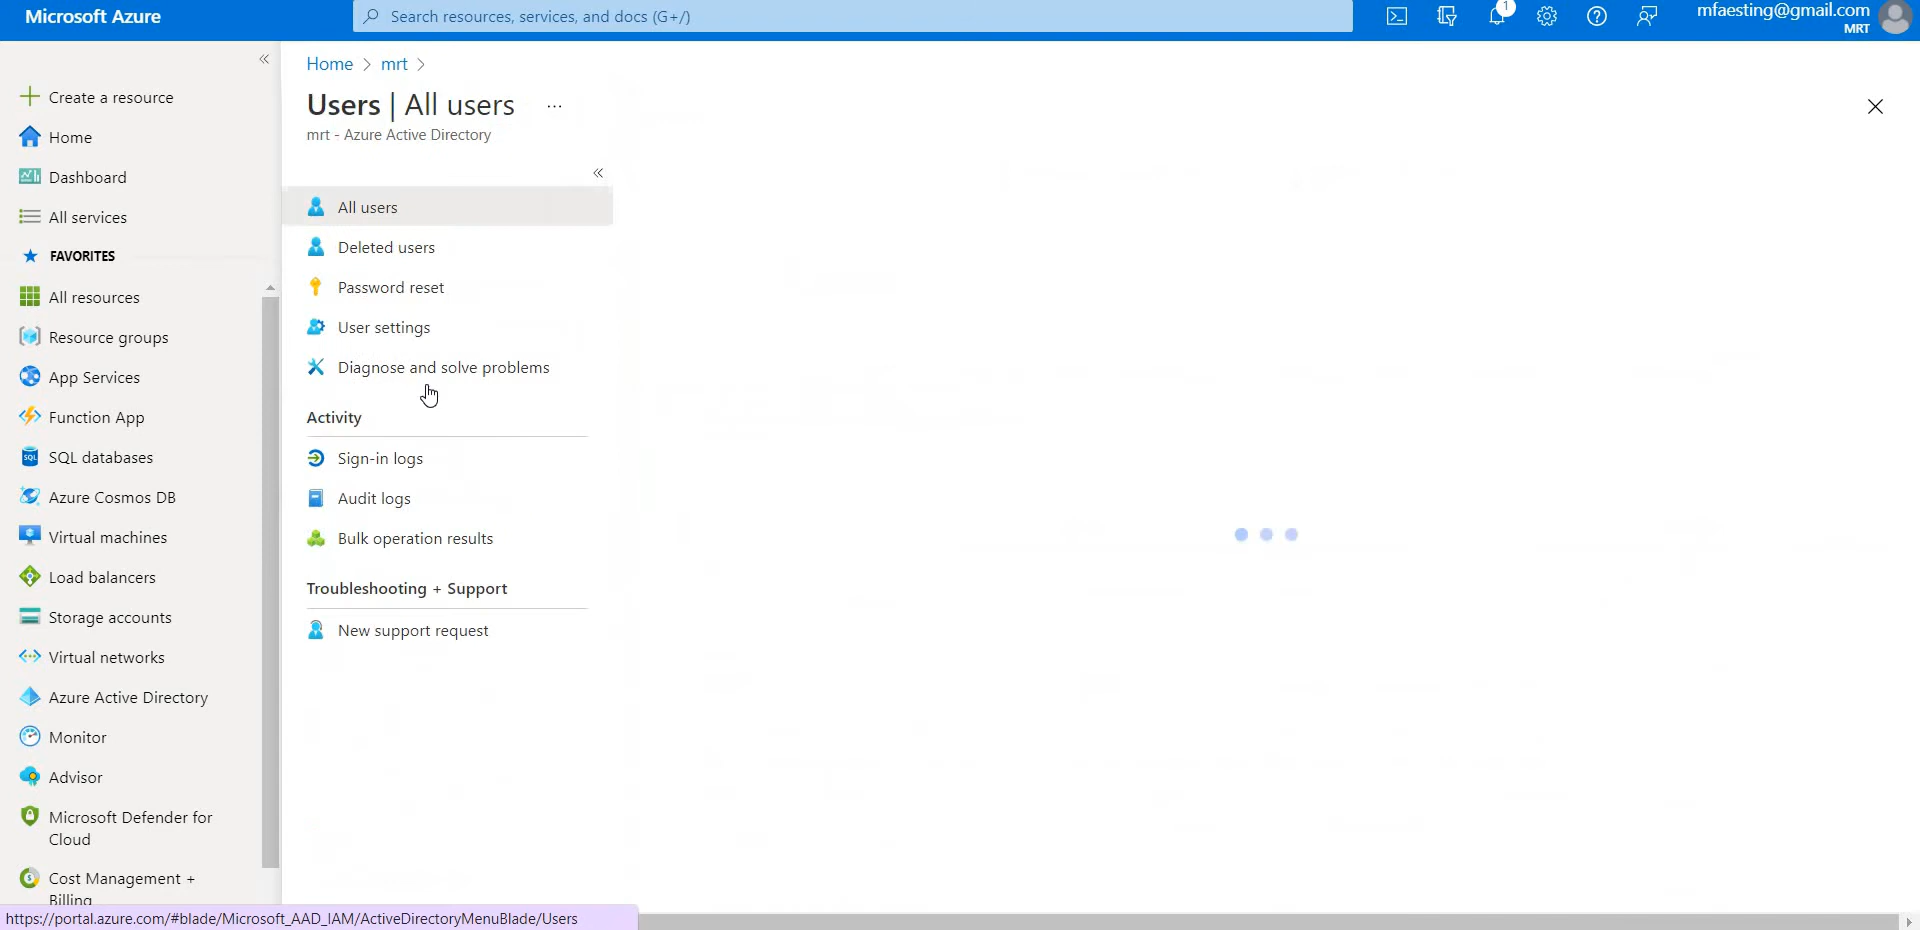 Microsoft Azure
Search resources, services, and docs (G+/)
1
mfaesting@gmail.com
MRT
«
Create a resource
Home
Dashboard
All services
FAVORITES
All resources
Resource groups
App Services
Function App
SQL databases
Azure Cosmos DB
Virtual machines
Load balancers
Storage accounts
Virtual networks
Azure Active Directory
Monitor
Advisor
Microsoft Defender for
Cloud
Cost Management +
Billing
Home > mrt >
Users | All users ...
mrt - Azure Active Directory
«
All users
Deleted users
Password reset
User settings
Diagnose and solve problems
Activity
Sign-in logs
Audit logs
Bulk operation results
Troubleshooting + Support
New support request
https://portal.azure.com/#blade/Microsoft_AAD_IAM/ActiveDirectoryMenuBlade/Users